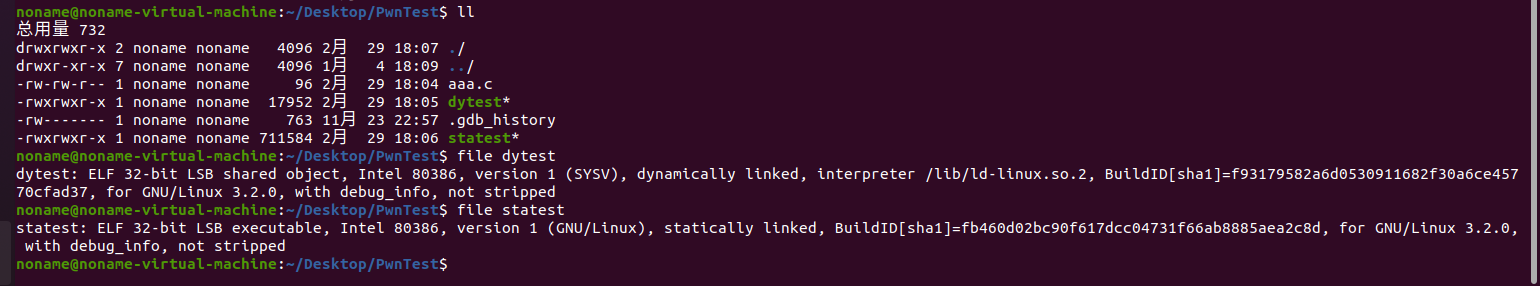 noname@noname-virtual-machine:~/Desktop/PwnTest$ ll
总用量 732
drwxrwxr-x 2 noname noname   4096 2月  29 18:07 ./
drwxr-xr-x 7 noname noname   4096 1月   4 18:09 ../
-rw-rw-r-- 1 noname noname     96 2月  29 18:04 aaa.c
-rwxrwxr-x 1 noname noname  17952 2月  29 18:05 dytest*
-rw------- 1 noname noname    763 11月 23 22:57 .gdb_history
-rwxrwxr-x 1 noname noname 711584 2月  29 18:06 statest*
noname@noname-virtual-machine:~/Desktop/PwnTest$ file dytest
dytest: ELF 32-bit LSB shared object, Intel 80386, version 1 (SYSV), dynamically linked, interpreter /lib/ld-linux.so.2, BuildID[sha1]=f93179582a6d0530911682f30a6ce457
70cfad37, for GNU/Linux 3.2.0, with debug_info, not stripped
noname@noname-virtual-machine:~/Desktop/PwnTest$ file statest
statest: ELF 32-bit LSB executable, Intel 80386, version 1 (GNU/Linux), statically linked, BuildID[sha1]=fb460d02bc90f617dcc04731f66ab8885aea2c8d, for GNU/Linux 3.2.0,
 with debug_info, not stripped
noname@noname-virtual-machine:~/Desktop/PwnTest$